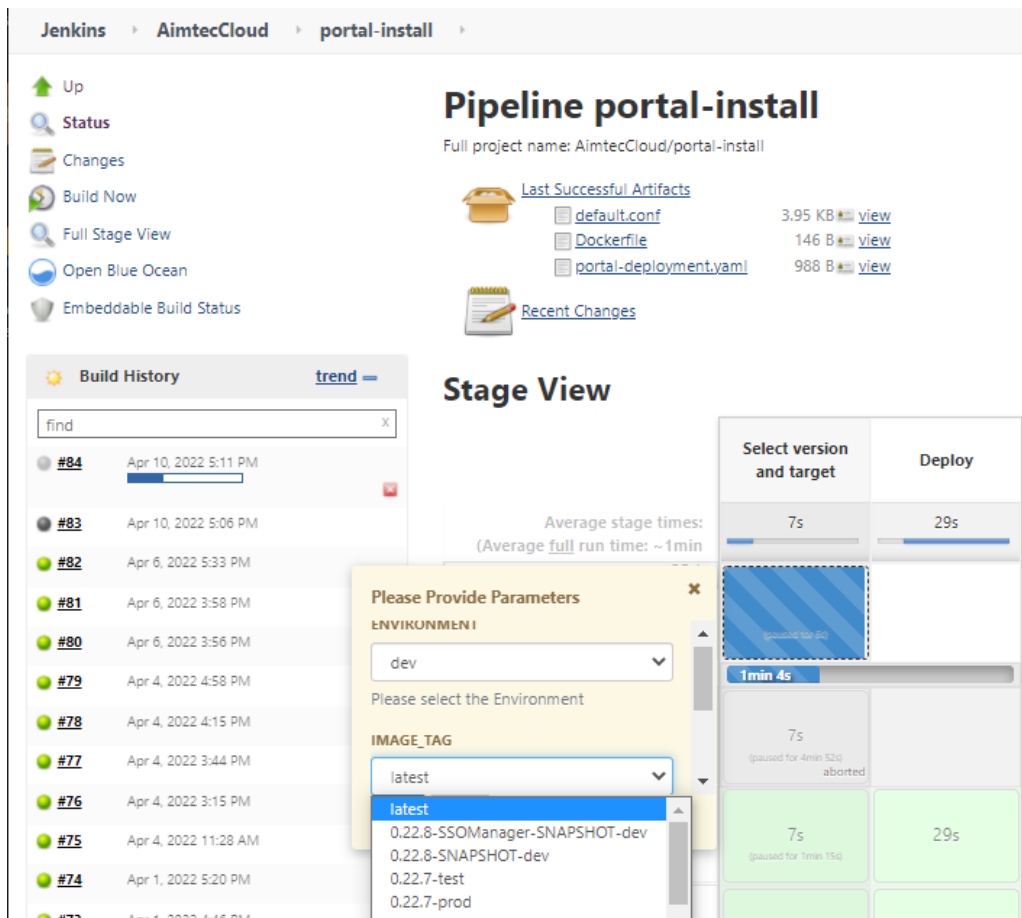 Jenkins AimtecCloud portal-install
Up
Status
Changes
Build Now
Full Stage View
Open Blue Ocean
Embeddable Build Status
Pipeline portal-install
Full project name: AimtecCloud/portal-install
Last Successful Artifacts
default.conf 3.95 KB view
Dockerfile 146 B view
portal-deployment.yaml 988 B view
Recent Changes
Build History trend
find x
#84 Apr 10, 2022 5:11 PM
#83 Apr 10, 2022 5:06 PM
#82 Apr 6, 2022 5:33 PM
#81 Apr 6, 2022 3:58 PM
#80 Apr 6, 2022 3:56 PM
#79 Apr 4, 2022 4:58 PM
#78 Apr 4, 2022 4:15 PM
#77 Apr 4, 2022 3:44 PM
#76 Apr 4, 2022 3:15 PM
#75 Apr 4, 2022 11:28 AM
#74 Apr 1, 2022 5:20 PM
Stage View
Select version
and target
Deploy
Average stage times:
(Average full run time: ~1min
7s
29s
(paused for 6s)
1min 4s
7s
(paused for 4min 52s)
aborted
7s
(paused for 1min 15s)
29s
Please Provide Parameters
ENVIRONMENT
dev
Please select the Environment
IMAGE_TAG
latest
latest
0.22.8-SSOManager-SNAPSHOT-dev
0.22.8-SNAPSHOT-dev
0.22.7-test
0.22.7-prod